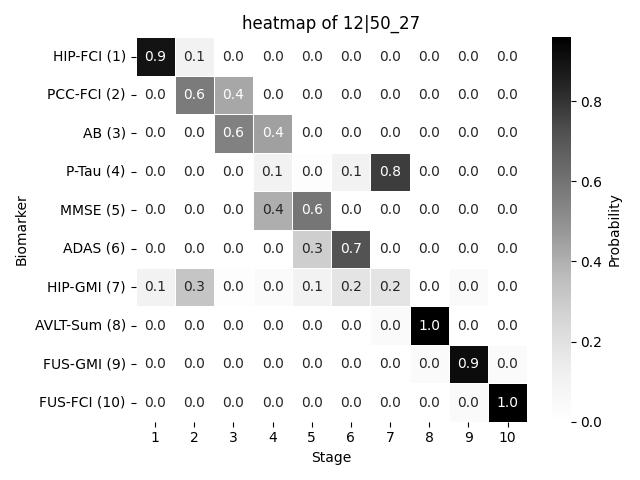 heatmap of 12|50_27
HIP-FCI (1) 0.9 0.1 0.0 0.0 0.0 0.0 0.0 0.0 0.0 0.0
PCC-FCI (2) 0.0 0.6 0.4 0.0 0.0 0.0 0.0 0.0 0.0 0.0
AB (3) 0.0 0.0 0.6 0.4 0.0 0.0 0.0 0.0 0.0 0.0
P-Tau (4) 0.0 0.0 0.0 0.1 0.0 0.1 0.8 0.0 0.0 0.0
MMSE (5) 0.0 0.0 0.0 0.4 0.6 0.0 0.0 0.0 0.0 0.0
ADAS (6) 0.0 0.0 0.0 0.0 0.3 0.7 0.0 0.0 0.0 0.0
HIP-GMI (7) 0.1 0.3 0.0 0.0 0.1 0.2 0.2 0.0 0.0 0.0
AVLT-Sum (8) 0.0 0.0 0.0 0.0 0.0 0.0 0.0 1.0 0.0 0.0
FUS-GMI (9) 0.0 0.0 0.0 0.0 0.0 0.0 0.0 0.0 0.9 0.0
FUS-FCI (10) 0.0 0.0 0.0 0.0 0.0 0.0 0.0 0.0 0.0 1.0
1 2 3 4 5 6 7 8 9 10
Stage
Biomarker
0.8
0.6
0.4
0.2
0.0
Probability